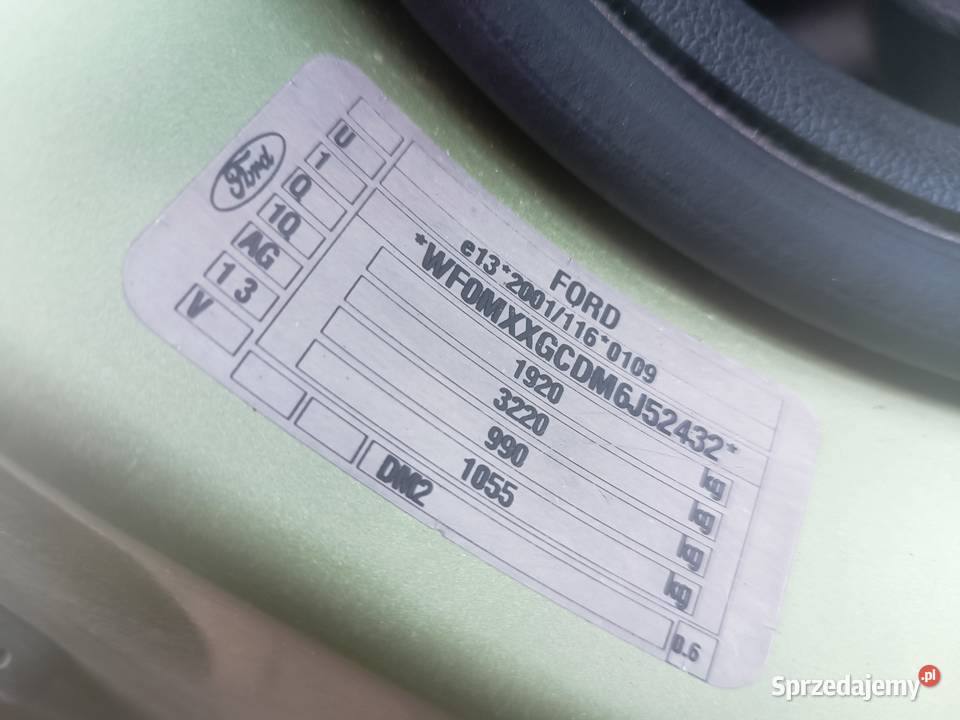 Ford
U
1
Q
1Q
AG
1 3
V
FORD
e13*2001/116*0109
*WF0MXXGCDM6J52432*
1920 kg
3220 kg
990 kg
1055 kg
DM2
0.6
Sprzedajemy.pl